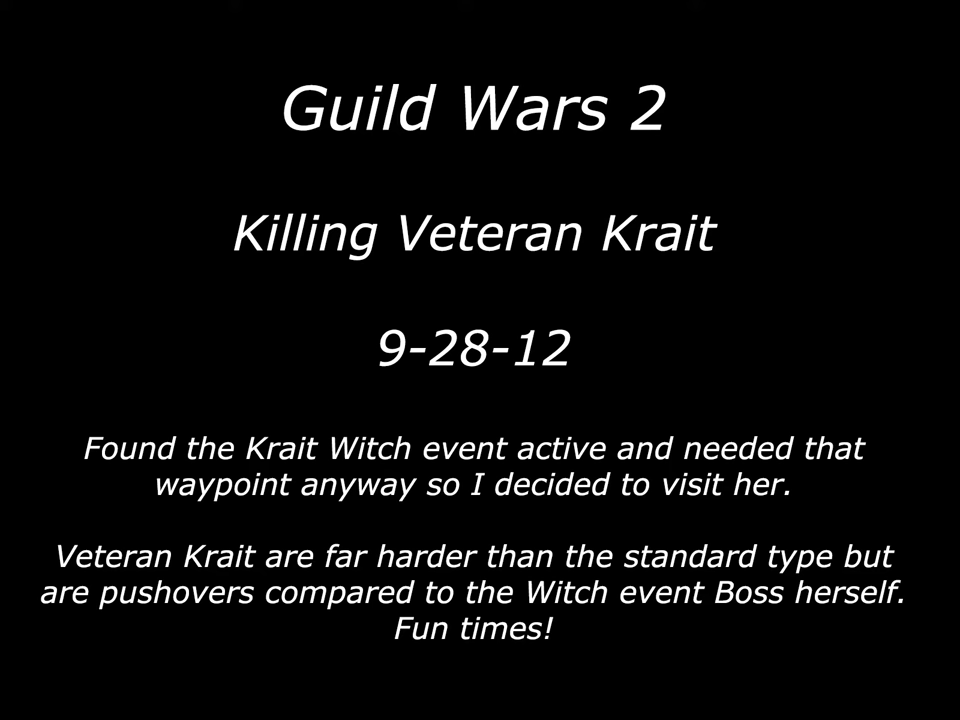 Guild Wars 2
Killing Veteran Krait
9-28-12
Found the Krait Witch event active and needed that
waypoint anyway so I decided to visit her.
Veteran Krait are far harder than the standard type but
are pushovers compared to the Witch event Boss herself.
Fun times!